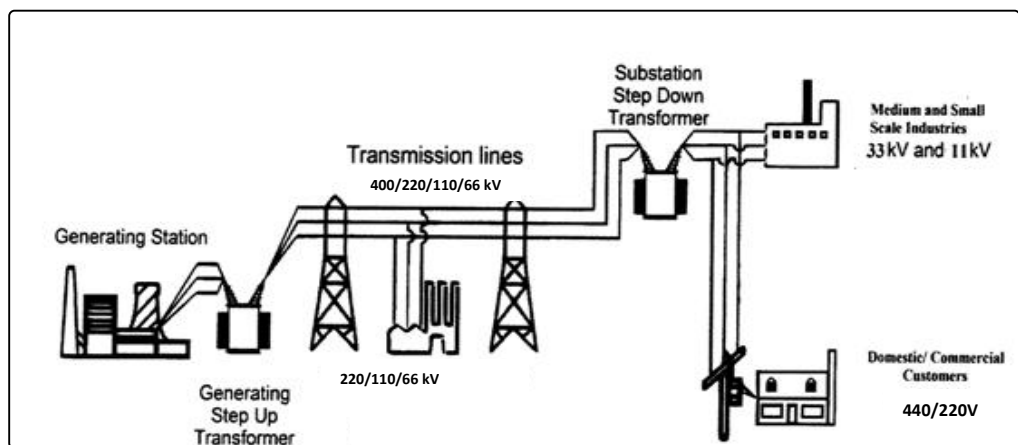 Substation
Step Down
Transformer
Medium and Small
Scale Industries
33kV and 11kV
Transmission lines
400/220/110/66 kV
Generating Station
220/110/66 kV
Generating
Step Up
Transformer
Domestic/ Commercial
Customers
440/220V